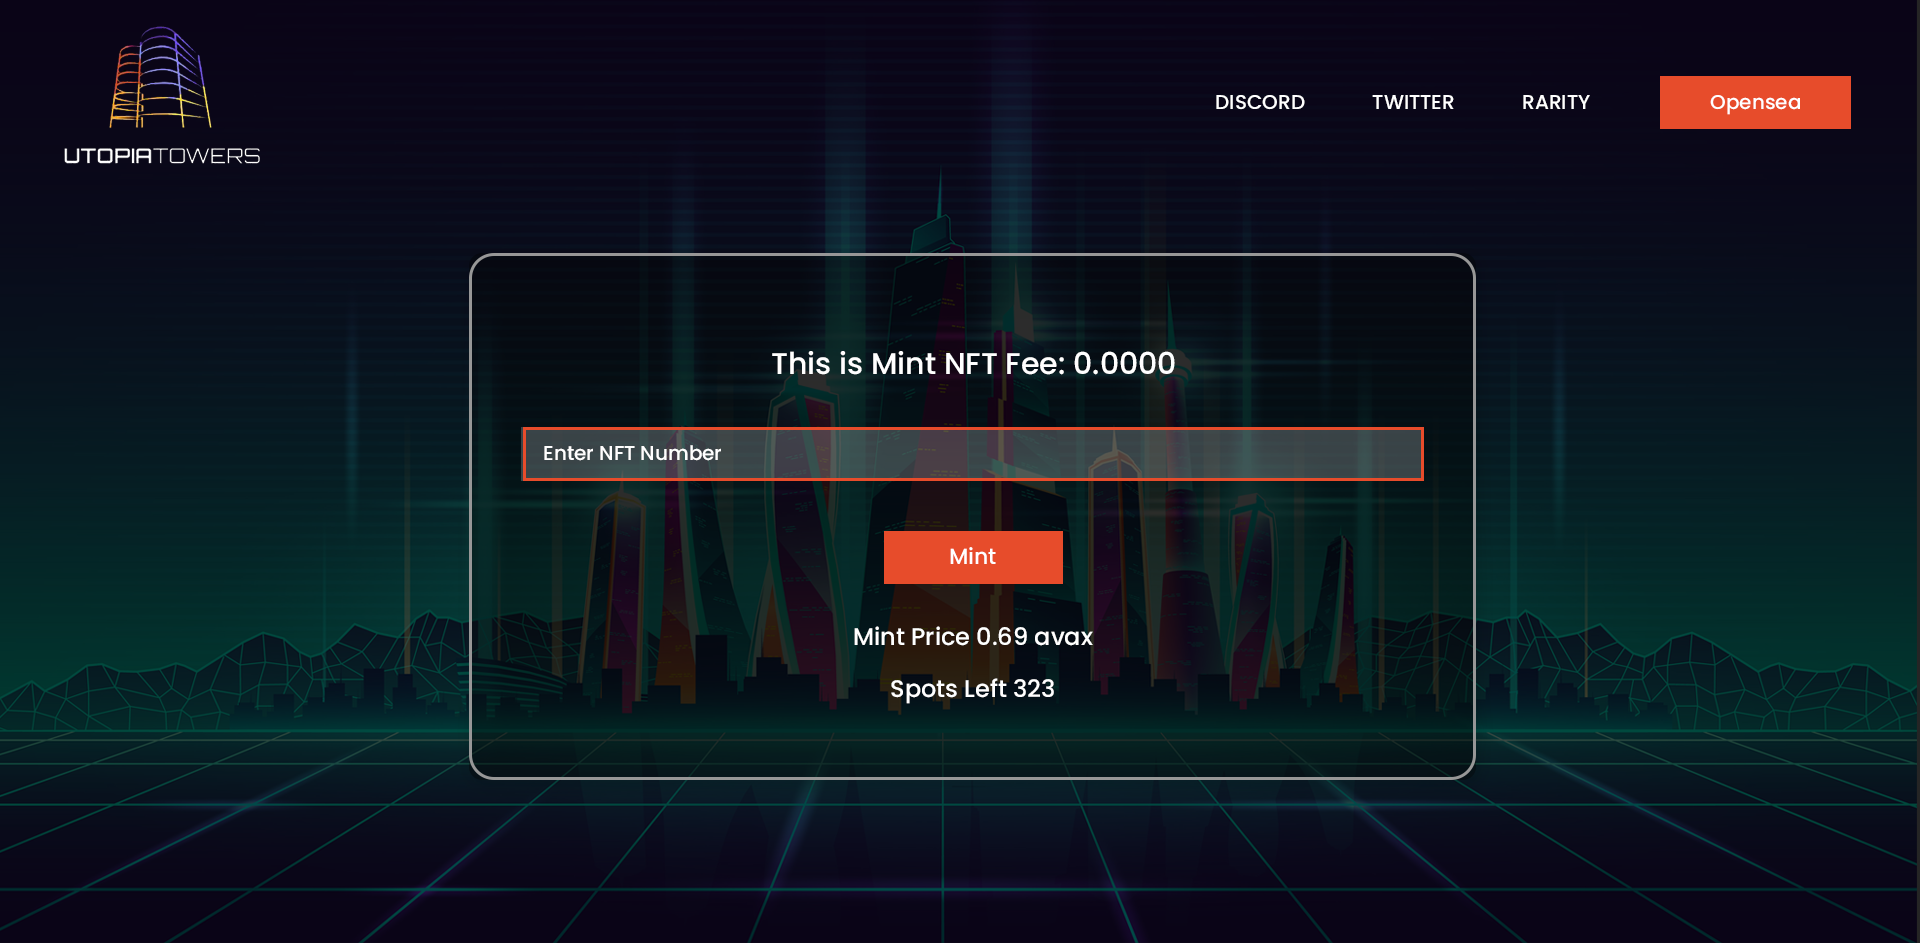 UTOPIATOWERS
DISCORD
TWITTER
RARITY
Opensea
This is Mint NFT Fee: 0.0000
Enter NFT Number
Mint
Mint Price 0.69 avax
Spots Left 323